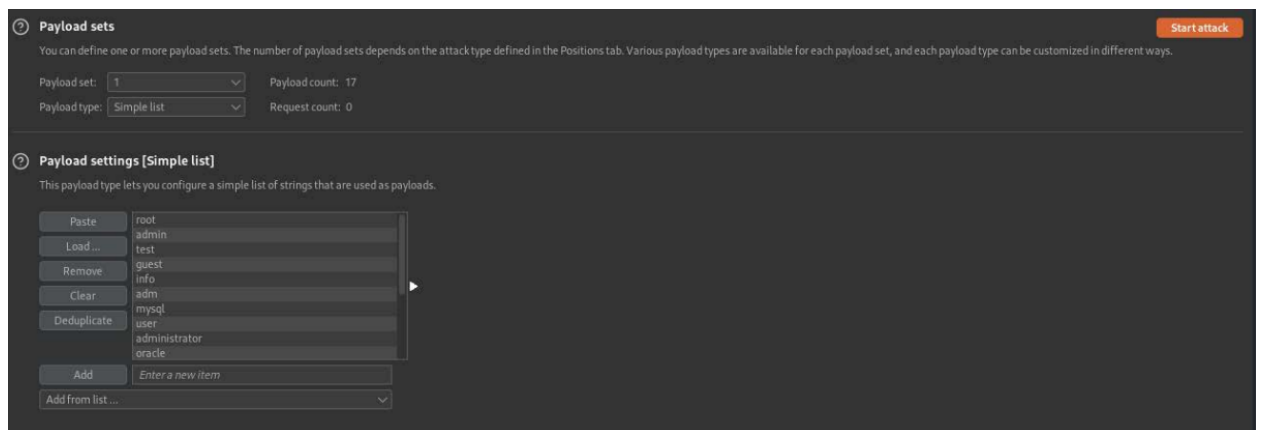 Payload sets
Start attack
You can define one or more payload sets. The number of payload sets depends on the attack type defined in the Positions tab. Various payload types are available for each payload set, and each payload type can be customized in different ways.
Payload set: 1 Payload count: 17
Payload type: Simple list Request count: 0
Payload settings [Simple list]
This payload type lets you configure a simple list of strings that are used as payloads.
Paste
Load ...
Remove
Clear
Deduplicate
root
admin
test
guest
info
adm
mysql
user
administrator
oracle
Add Enter a new item
Add from list ...